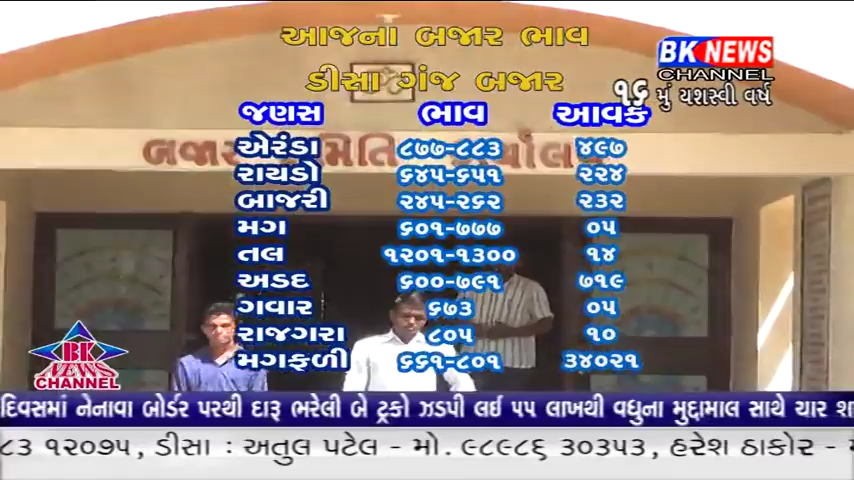 આજના બજાર ભાવ
ડીસા ગંજ બજાર
BK NEWS
CHANNEL
૧૬ મું યશસ્વી વર્ષ
જણસ ભાવ આવક
એરંડા ૮૭૭-૮૮૩ ૪૯૭
રાયડો ૬૪૫-૬૫૧ ૨૨૪
બાજરી ૨૪૫-૨૬૨ ૨૩૨
મગ ૬૦૧-૭૭૭ ૦૫
તલ ૧૨૦૧-૧૩૦૦ ૧૪
અડદ ૬૦૦-૭૯૧ ૭૧૯
ગવાર ૬૭૩ ૦૫
રાજગરા ૮૦૫ ૧૦
મગફળી ૬૬૧-૮૦૧ ૩૪૦૨૧
BK
NEWS
CHANNEL
દિવસમાં નેનાવા બોર્ડર પરથી દારૂ ભરેલી બે ટ્રકો ઝડપી લઈ ૫૫ લાખથી વધુના મુદ્દામાલ સાથે ચાર
૮૩ ૧૨૦૭૫, ડીસા : અતુલ પટેલ - મો. ૯૮૯૮૬ ૩૦૩૫૩, હરેશ ઠાકોર -